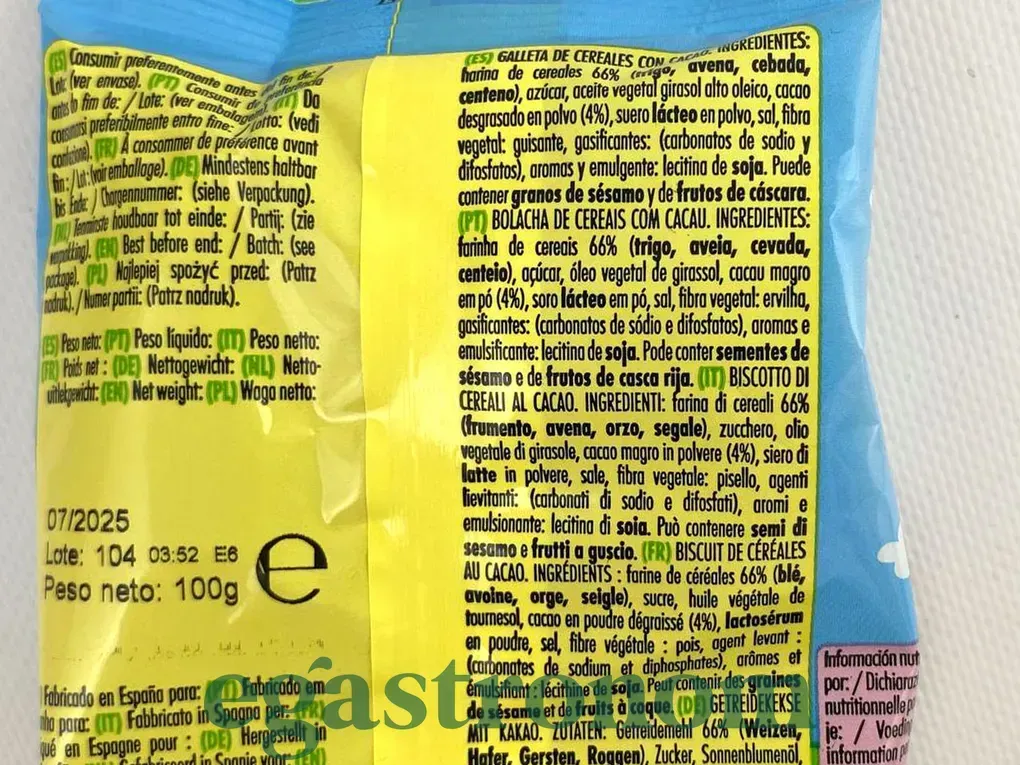 (ES) Consumir preferentemente antes del fin de: /
Lot: (ver envase). (PT) Consumir de preferência
antes do fim de: / Lote: (ver embalagem). (IT) Da
consumarsi preferibilmente entro fine: / Lotto: (vedi
confezione). (FR) À consommer de préférence avant
fin : / Lot : (voir emballage). (DE) Mindestens haltbar
bis Ende: / Chargennummer: (siehe Verpackung).
(NL) Tenminste houdbaar tot einde: / Partij: (zie
verpakking). (EN) Best before end: / Batch: (see
package). (PL) Najlepiej spożyć przed: (Patrz
nadruk). / Numer partii: (Patrz nadruk).
(ES) Peso neto: (PT) Peso líquido: (IT) Peso netto:
(FR) Poids net : (DE) Nettogewicht: (NL) Netto-
uitlekgewicht: (EN) Net weight: (PL) Waga netto:
07/2025
Lote: 104 03:52 E6
Peso neto: 100g
e
Fabricado en España para: (PT) Fabricado em
para: (IT) Fabbricato in Spagna per: (FR)
en Espagne pour : (DE) Hergestellt in
in Spanje voor: (EN)
(ES) GALLETA DE CEREALES CON CACAO. INGREDIENTES:
harina de cereales 66% (trigo, avena, cebada,
centeno), azúcar, aceite vegetal girasol alto oleico, cacao
desgrasado en polvo (4%), suero lácteo en polvo, sal, fibra
vegetal: guisante, gasificantes: (carbonatos de sodio y
difosfatos), aromas y emulgente: lecitina de soja. Puede
contener granos de sésamo y de frutos de cáscara.
(PT) BOLACHA DE CEREAIS COM CACAU. INGREDIENTES:
farinha de cereais 66% (trigo, aveia, cevada,
centeio), açúcar, óleo vegetal de girassol, cacau magro
em pó (4%), soro lácteo em pó, sal, fibra vegetal: ervilha,
gasificantes: (carbonatos de sódio e difosfatos), aromas e
emulsificante: lecitina de soja. Pode conter sementes de
sésamo e de frutos de casca rija. (IT) BISCOTTO DI
CEREALI AL CACAO. INGREDIENTI: farina di cereali 66%
(frumento, avena, orzo, segale), zucchero, olio
vegetale di girasole, cacao magro in polvere (4%), siero di
latte in polvere, sale, fibra vegetale: pisello, agenti
lievitanti: (carbonati di sodio e difosfati), aromi e
emulsionante: lecitina di soia. Può contenere semi di
sesamo e frutti a guscio. (FR) BISCUIT DE CÉRÉALES
AU CACAO. INGRÉDIENTS : farine de céréales 66% (blé,
avoine, orge, seigle), sucre, huile végétale de
tournesol, cacao en poudre dégraissé (4%), lactosérum
en poudre, sel, fibre végétale : pois, agent levant :
(carbonates de sodium et diphosphates), arômes et
émulsifiant : lécithine de soja. Peut contenir des graines
de sésame et de fruits à coque. (DE) GETREIDEKEKSE
MIT KAKAO. ZUTATEN: Getreidemehl 66% (Weizen,
Hafer, Gersten, Roggen), Zucker, Sonnenblumenöl,
Información nut
por: / Dichiaraz
nutritionnelle p
je: / Voedin
information p
egastronom